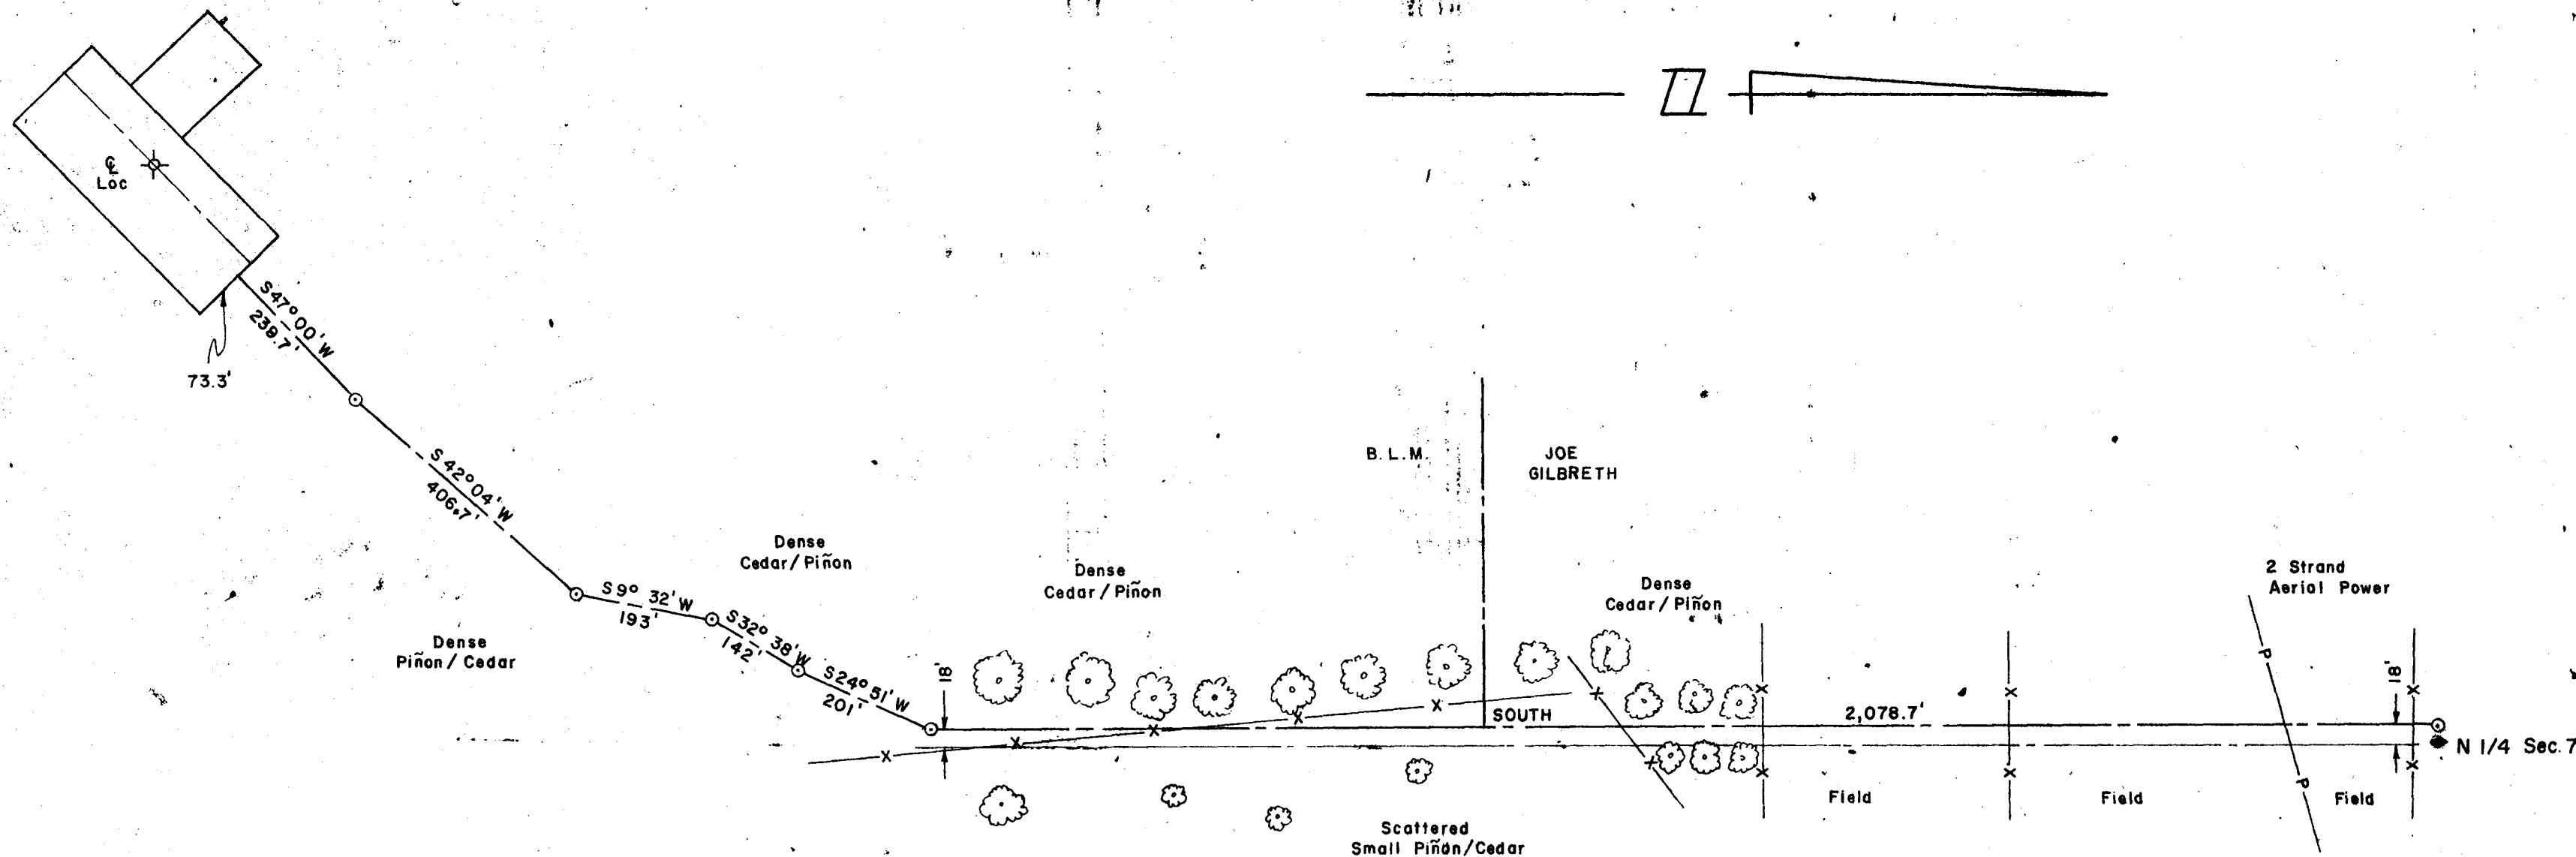 ℄
Loc
73.3'
S47°00'W
239.7'
S42°04'W
406.7'
Dense
Piñon / Cedar
S9° 32'W
193'
S32° 38'W
142'
S24° 51'W
201'
Dense
Cedar / Piñon
18'
Dense
Cedar / Piñon
B.L.M.
JOE
GILBRETH
SOUTH
Dense
Cedar / Piñon
2,078.7'
2 Strand
Aerial Power
P
P
18'
N 1/4 Sec. 7
Field
Field
Field
Scattered
Small Piñon/Cedar